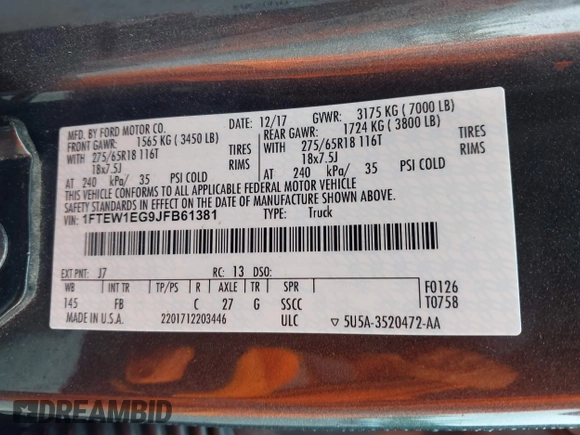 MFD. BY FORD MOTOR CO.
DATE: 12/17 GVWR: 3175 KG ( 7000 LB)
FRONT GAWR: 1565 KG ( 3450 LB)
REAR GAWR: 1724 KG ( 3800 LB)
WITH 275/65R18 116T TIRES
WITH 275/65R18 116T TIRES
18x7.5J RIMS
18x7.5J RIMS
AT 240 kPa/ 35 PSI COLD
AT 240 kPa/ 35 PSI COLD
THIS VEHICLE CONFORMS TO ALL APPLICABLE FEDERAL MOTOR VEHICLE
SAFETY STANDARDS IN EFFECT ON THE DATE OF MANUFACTURE SHOWN ABOVE.
1FTEW1EG9JFB61381 TYPE: Truck
EXT PNT: J7 RC: 13 DSO:
WB INT TR TP/PS R AXLE TR SPR
F0126
145 FB C 27 G SSCC
T0758
MADE IN U.S.A. 2201712203446 ULC ▽ 5U5A-3520472-AA
DREAMBID